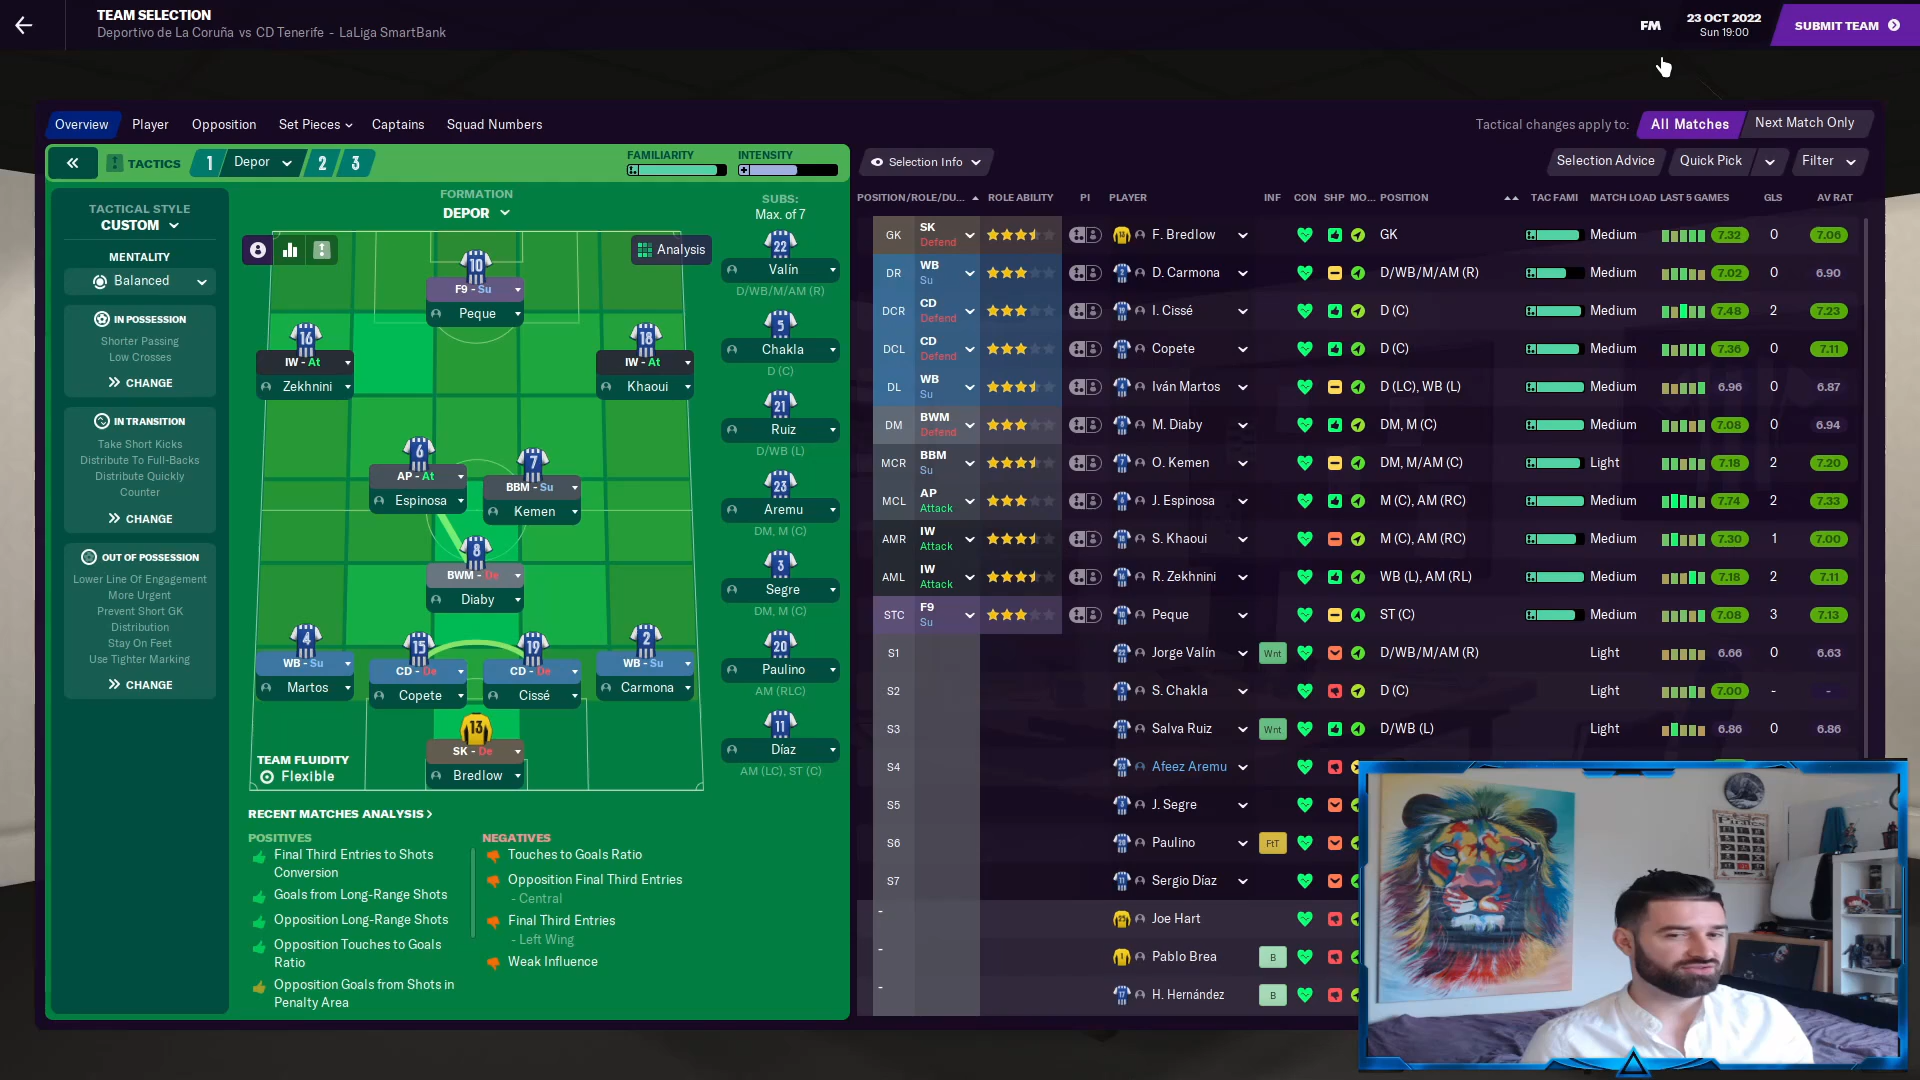 TEAM SELECTION
Deportivo de La Coruña vs CD Tenerife - LaLiga SmartBank
FM
23 OCT 2022
Sun 19:00
SUBMIT TEAM
Overview Player Opposition Set Pieces Captains Squad Numbers
Tactical changes apply to: All Matches Next Match Only
TACTICS 1 Depor 2 3
FAMILIARITY
INTENSITY
Selection Info
Selection Advice Quick Pick Filter
TACTICAL STYLE
CUSTOM
MENTALITY
Balanced
IN POSSESSION
Shorter Passing
Low Crosses
CHANGE
IN TRANSITION
Take Short Kicks
Distribute To Full-Backs
Distribute Quickly
Counter
CHANGE
OUT OF POSSESSION
Lower Line Of Engagement
More Urgent
Prevent Short GK
Distribution
Stay On Feet
Use Tighter Marking
CHANGE
FORMATION
DEPOR
Analysis
10
F9 - Su
Peque
16
IW - At
Zekhnini
18
IW - At
Khaoui
6
AP - At
Espinosa
7
BBM - Su
Kemen
8
BWM - De
Diaby
4
WB - Su
Martos
15
CD - De
Copete
19
CD - De
Cissé
2
WB - Su
Carmona
13
SK - De
Bredlow
TEAM FLUIDITY
Flexible
SUBS:
Max. of 7
22
Valín
D/WB/M/AM (R)
5
Chakla
D (C)
21
Ruiz
D/WB (L)
23
Aremu
DM, M (C)
3
Segre
DM, M (C)
20
Paulino
AM (RLC)
11
Díaz
AM (LC), ST (C)
RECENT MATCHES ANALYSIS
POSITIVES
Final Third Entries to Shots
Conversion
Goals from Long-Range Shots
Opposition Long-Range Shots
Opposition Touches to Goals
Ratio
Opposition Goals from Shots in
Penalty Area
NEGATIVES
Touches to Goals Ratio
Opposition Final Third Entries
- Central
Final Third Entries
- Left Wing
Weak Influence
POSITION/ROLE/DU... ROLE ABILITY PI PLAYER INF CON SHP MO... POSITION TAC FAMI MATCH LOAD LAST 5 GAMES GLS AV RAT
GK SK Defend F. Bredlow GK Medium 7.32 0 7.06
DR WB Su D. Carmona D/WB/M/AM (R) Medium 7.02 0 6.90
DCR CD Defend I. Cissé D (C) Medium 7.48 2 7.23
DCL CD Defend Copete D (C) Medium 7.36 0 7.11
DL WB Su Iván Martos D (LC), WB (L) Medium 6.96 0 6.87
DM BWM Defend M. Diaby DM, M (C) Medium 7.08 0 6.94
MCR BBM Su O. Kemen DM, M/AM (C) Light 7.18 2 7.20
MCL AP Attack J. Espinosa M (C), AM (RC) Medium 7.74 2 7.33
AMR IW Attack S. Khaoui M (C), AM (RC) Medium 7.30 1 7.00
AML IW Attack R. Zekhnini WB (L), AM (RL) Medium 7.18 2 7.11
STC F9 Su Peque ST (C) Medium 7.08 3 7.13
S1 Jorge Valín Wnt D/WB/M/AM (R) Light 6.66 0 6.63
S2 S. Chakla D (C) Light 7.00 - -
S3 Salva Ruiz Wnt D/WB (L) Light 6.86 0 6.86
S4 Afeez Aremu
S5 J. Segre
S6 Paulino FtT
S7 Sergio Díaz
- Joe Hart
- Pablo Brea B
- H. Hernández B